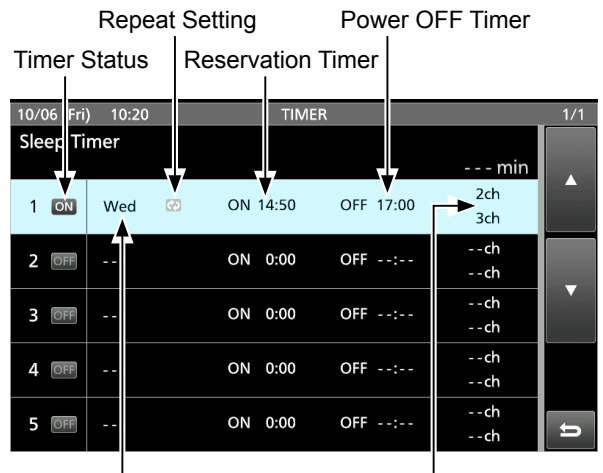 Repeat Setting Power OFF Timer
Timer Status Reservation Timer
10/06 (Fri) 10:20 TIMER 1/1
Sleep Timer
--- min
1 ON Wed ON 14:50 OFF 17:00 2ch
3ch
2 OFF -- ON 0:00 OFF --:-- --ch
--ch
3 OFF -- ON 0:00 OFF --:-- --ch
--ch
4 OFF -- ON 0:00 OFF --:-- --ch
--ch
5 OFF -- ON 0:00 OFF --:-- --ch
--ch